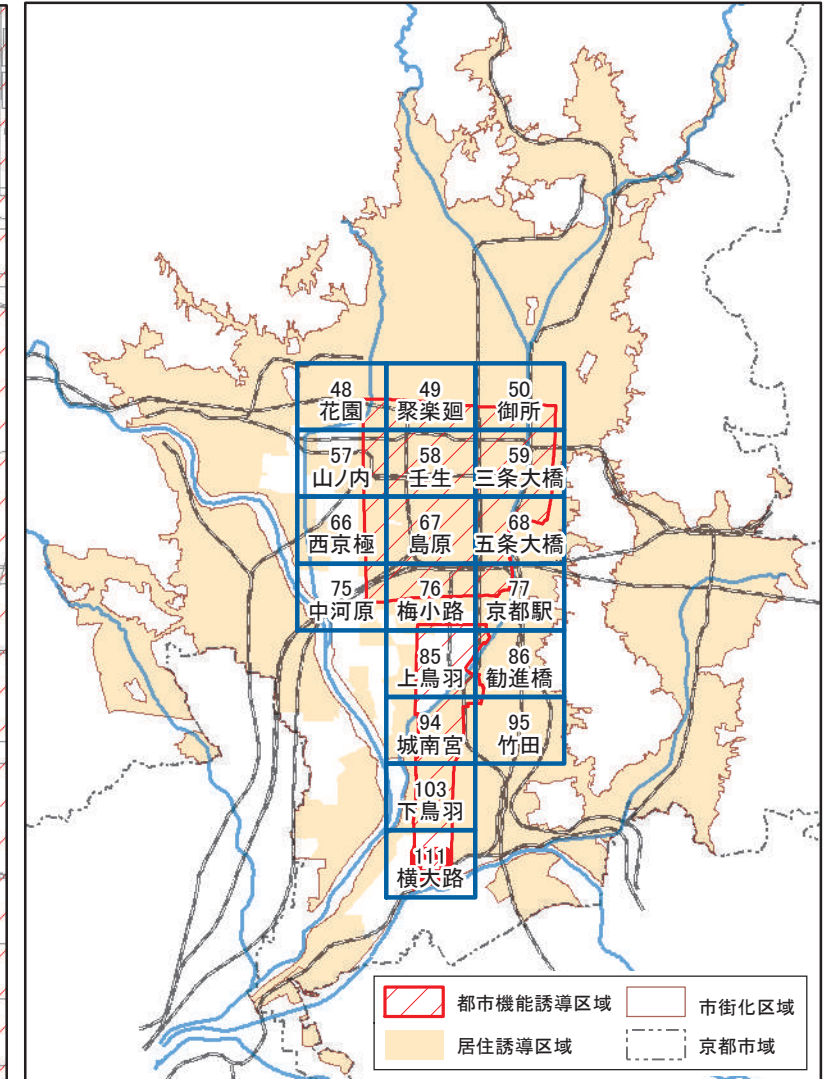 48
花園
49
聚楽廻
50
御所
57
山ノ内
58
壬生
59
三条大橋
66
西京極
67
島原
68
五条大橋
75
中河原
76
梅小路
77
京都駅
85
上鳥羽
86
勧進橋
94
城南宮
95
竹田
103
下鳥羽
111
横大路
都市機能誘導区域
市街化区域
居住誘導区域
京都市域